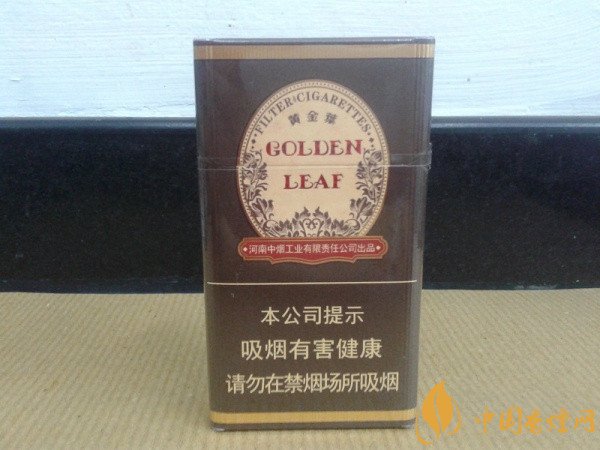 FILTER CIGARETTES
黄金葉
GOLDEN
LEAF
河南中烟工业有限责任公司出品
本公司提示
吸烟有害健康
请勿在禁烟场所吸烟